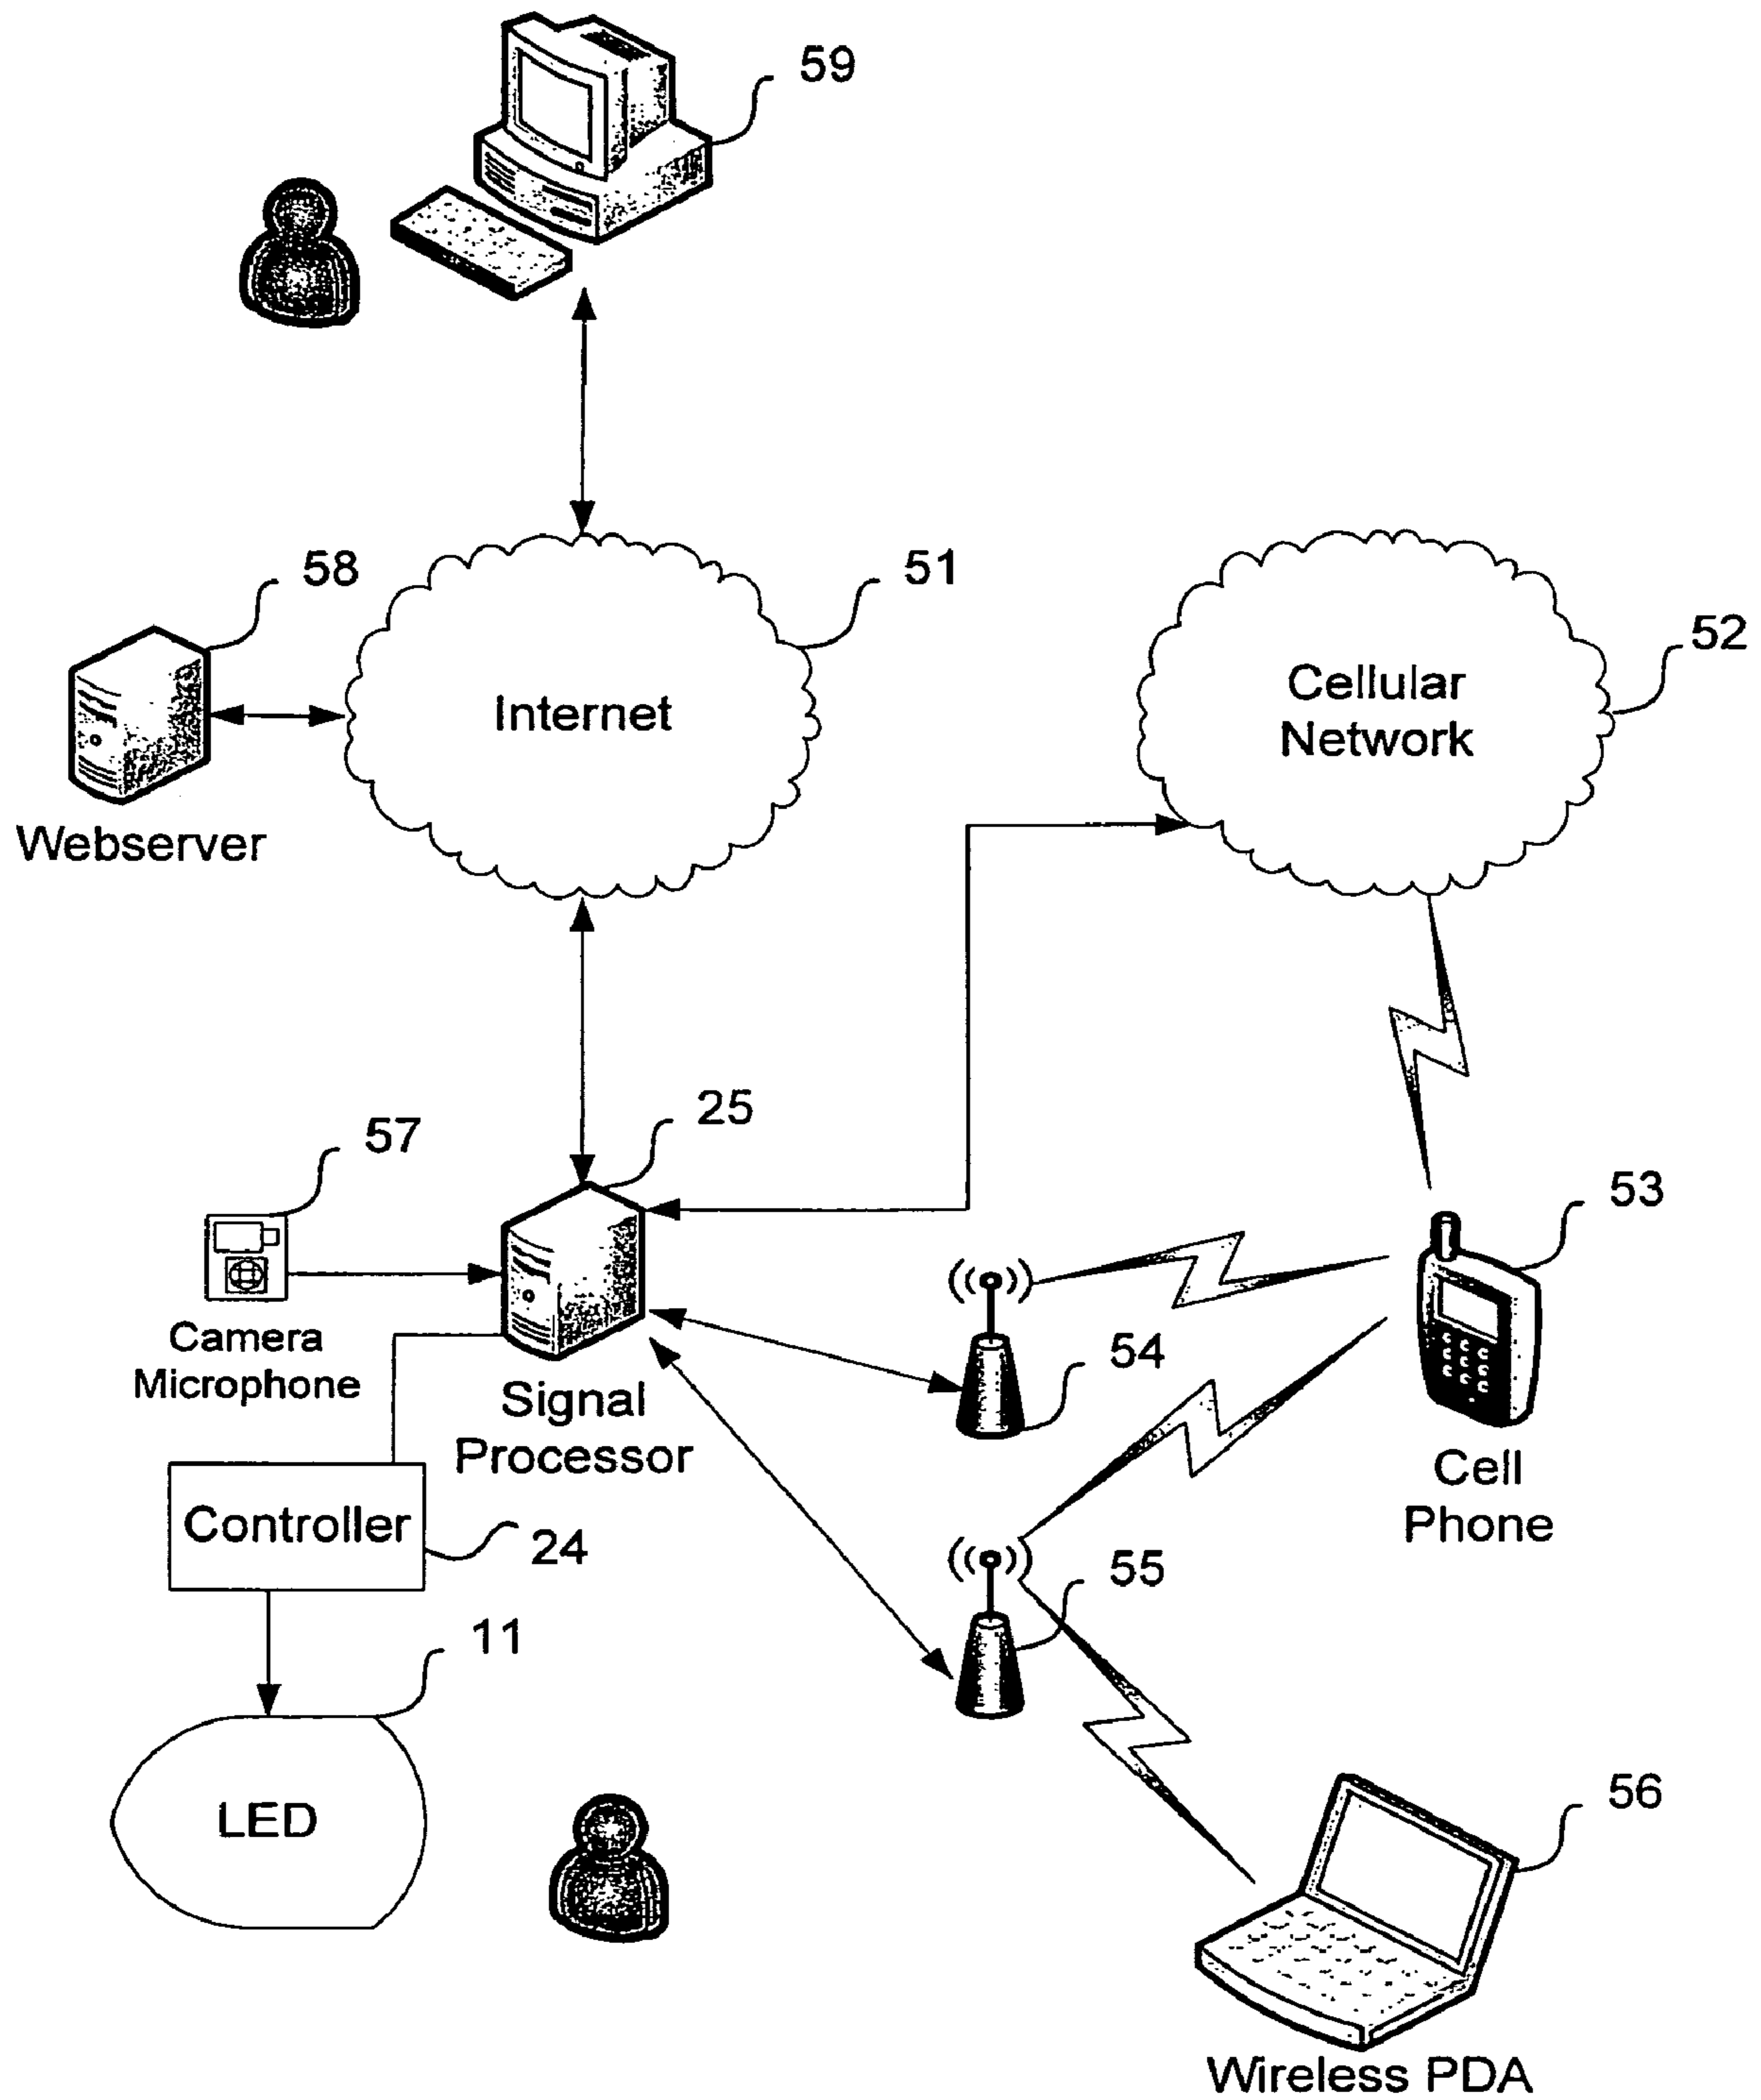 59
58
51
52
Internet
Cellular
Network
Webserver
25
57
53
Camera
Microphone
54
Signal
Processor
Cell
Phone
Controller
24
55
11
LED
56
Wireless PDA